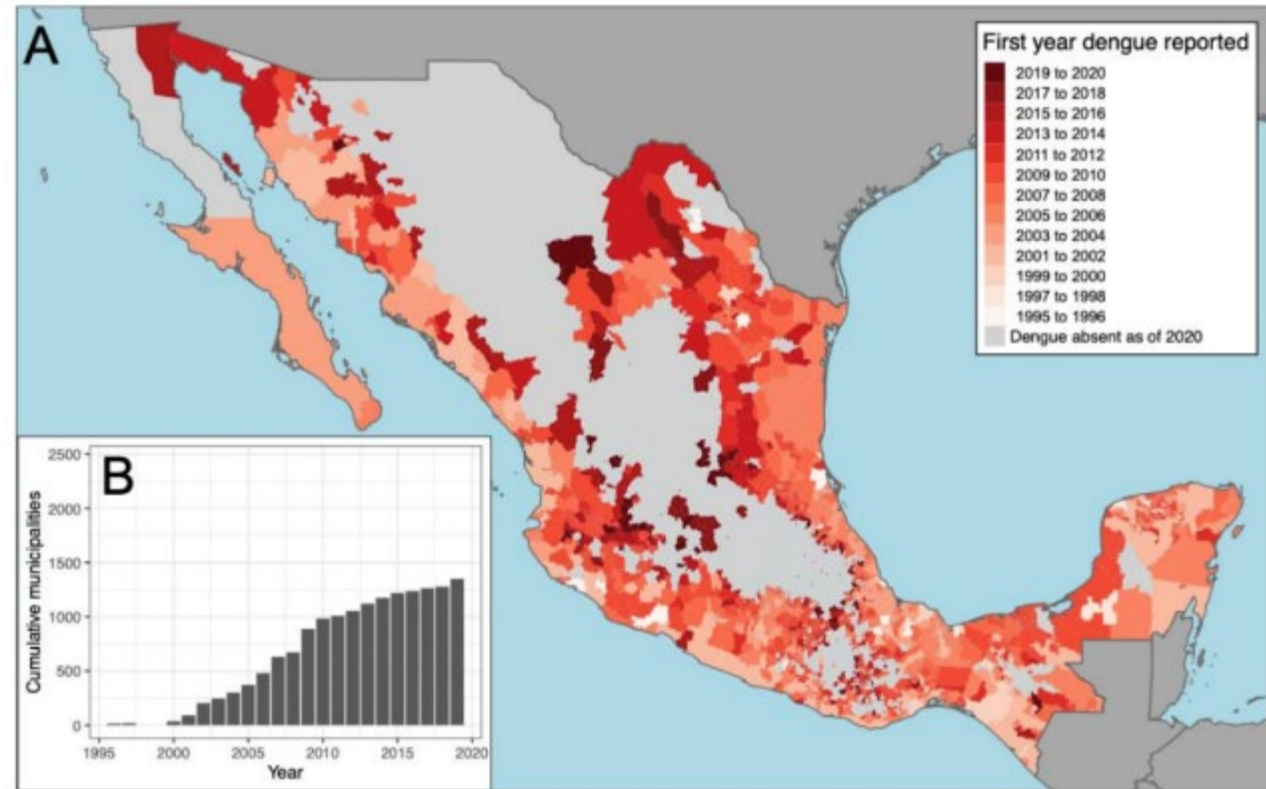 A
First year dengue reported
2019 to 2020
2017 to 2018
2015 to 2016
2013 to 2014
2011 to 2012
2009 to 2010
2007 to 2008
2005 to 2006
2003 to 2004
2001 to 2002
1999 to 2000
1997 to 1998
1995 to 1996
Dengue absent as of 2020
B
Cumulative municipalities
2500
2000
1500
1000
500
0
1995
2000
2005
2010
2015
2020
Year